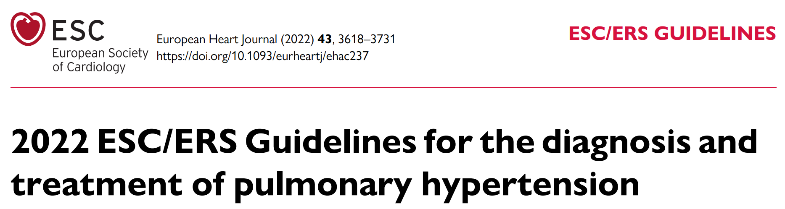 ESC
European Society
of Cardiology
European Heart Journal (2022) 43, 3618–3731
https://doi.org/10.1093/eurheartj/ehac237
ESC/ERS GUIDELINES
2022 ESC/ERS Guidelines for the diagnosis and
treatment of pulmonary hypertension